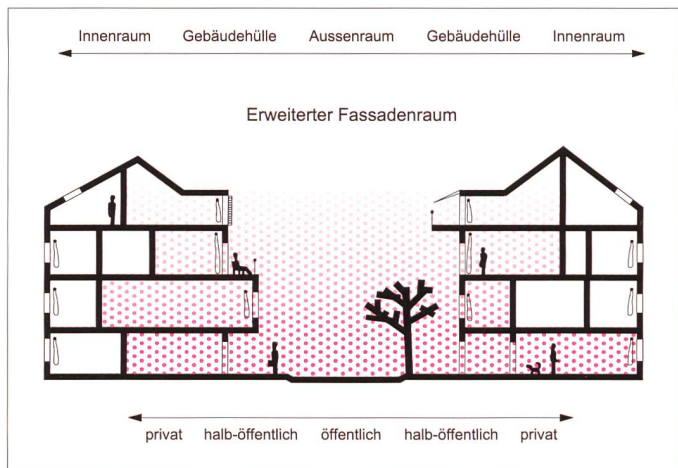 Innenraum Gebäudehülle Aussenraum Gebäudehülle Innenraum
Erweiterter Fassadenraum
privat halb-öffentlich öffentlich halb-öffentlich privat